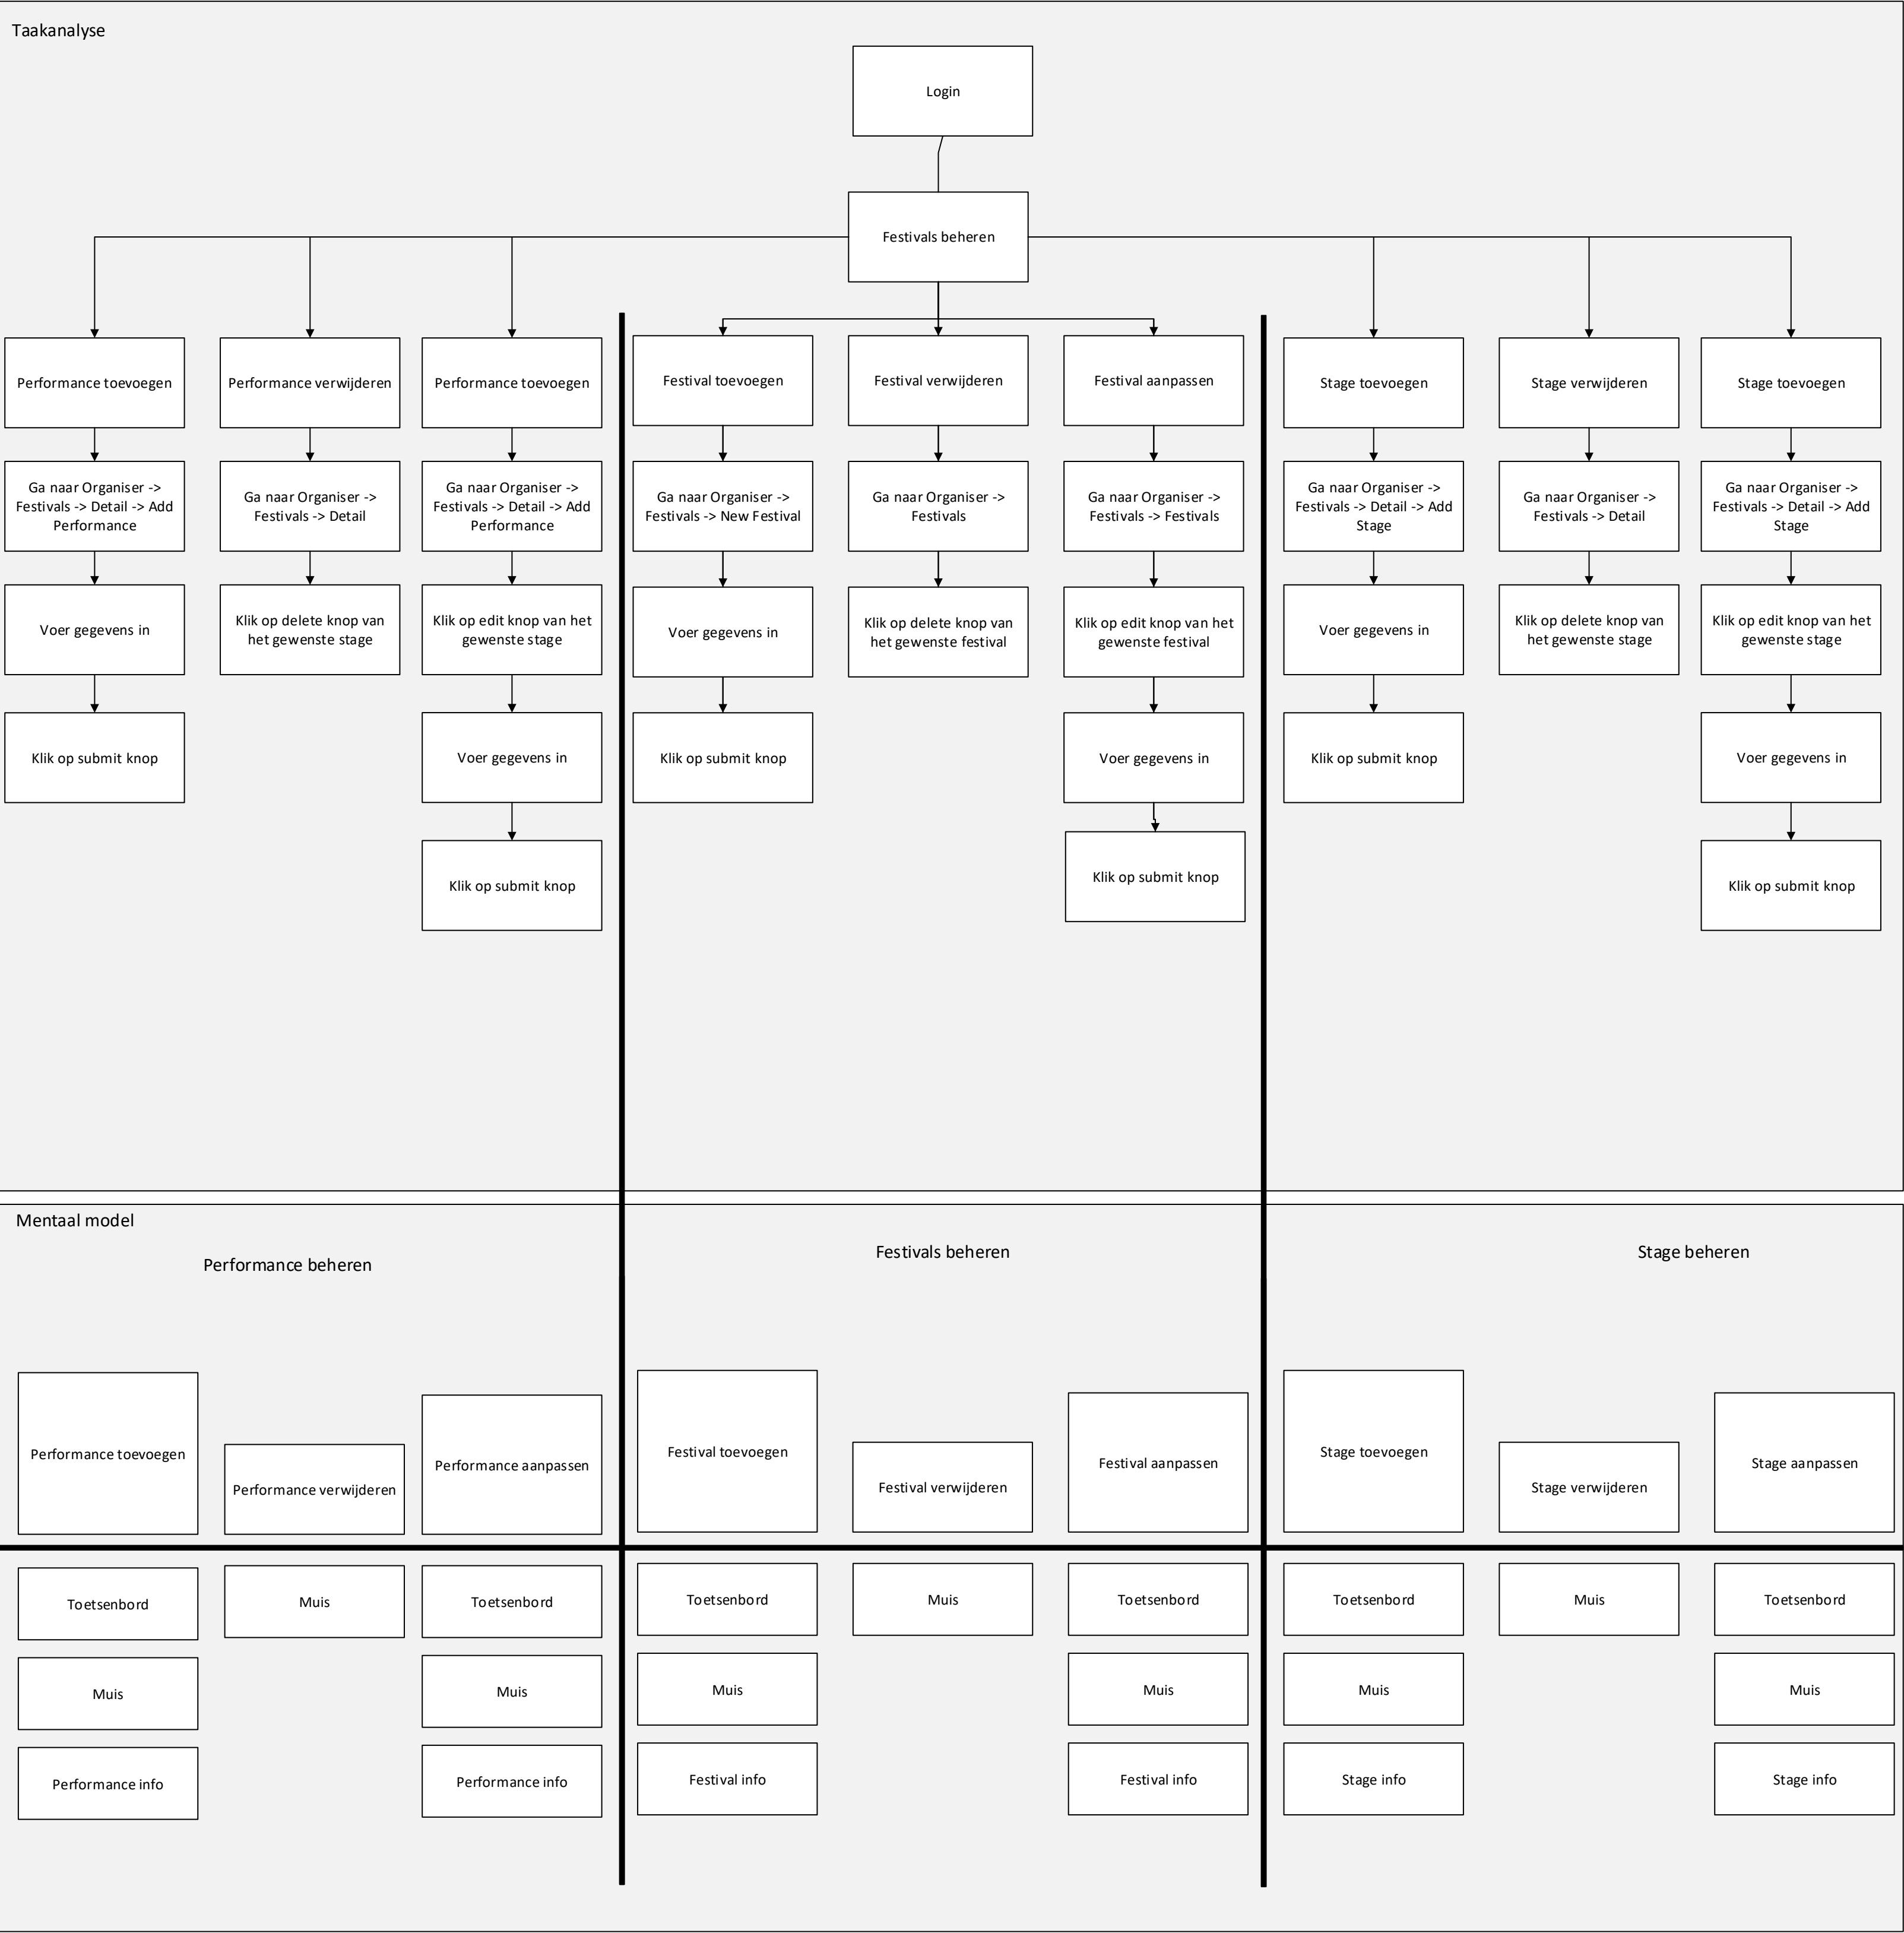 Taakanalyse
Login
Festivals beheren
Performance toevoegen
Performance verwijderen
Performance toevoegen
Festival toevoegen
Festival verwijderen
Festival aanpassen
Stage toevoegen
Stage verwijderen
Stage toevoegen
Ga naar Organiser ->
Festivals -> Detail -> Add
Performance
Ga naar Organiser ->
Festivals -> Detail
Ga naar Organiser ->
Festivals -> Detail -> Add
Performance
Ga naar Organiser ->
Festivals -> New Festival
Ga naar Organiser ->
Festivals
Ga naar Organiser ->
Festivals -> Festivals
Ga naar Organiser ->
Festivals -> Detail -> Add
Stage
Ga naar Organiser ->
Festivals -> Detail
Ga naar Organiser ->
Festivals -> Detail -> Add
Stage
Voer gegevens in
Klik op delete knop van
het gewenste stage
Klik op edit knop van het
gewenste stage
Voer gegevens in
Klik op delete knop van
het gewenste festival
Klik op edit knop van het
gewenste festival
Voer gegevens in
Klik op delete knop van
het gewenste stage
Klik op edit knop van het
gewenste stage
Klik op submit knop
Voer gegevens in
Klik op submit knop
Voer gegevens in
Klik op submit knop
Voer gegevens in
Klik op submit knop
Klik op submit knop
Klik op submit knop
Mentaal model
Performance beheren
Festivals beheren
Stage beheren
Performance toevoegen
Performance verwijderen
Performance aanpassen
Festival toevoegen
Festival verwijderen
Festival aanpassen
Stage toevoegen
Stage verwijderen
Stage aanpassen
Toetsenbord
Muis
Toetsenbord
Toetsenbord
Muis
Toetsenbord
Toetsenbord
Muis
Toetsenbord
Muis
Muis
Muis
Muis
Muis
Muis
Performance info
Performance info
Festival info
Festival info
Stage info
Stage info